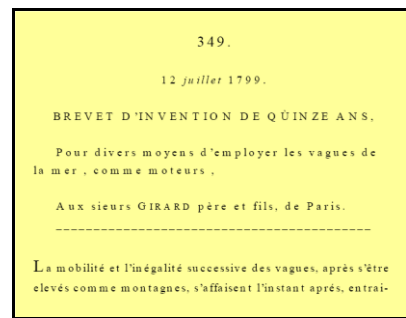 349.
12 juillet 1799.
BREVET D'INVENTION DE QÙINZE ANS,
Pour divers moyens d'employer les vagues de
la mer , comme moteurs ,
Aux sieurs GIRARD père et fils, de Paris.
La mobilité et l'inégalité successive des vagues, après s'être
elevés comme montagnes, s'affaisent l'instant aprés, entrai-